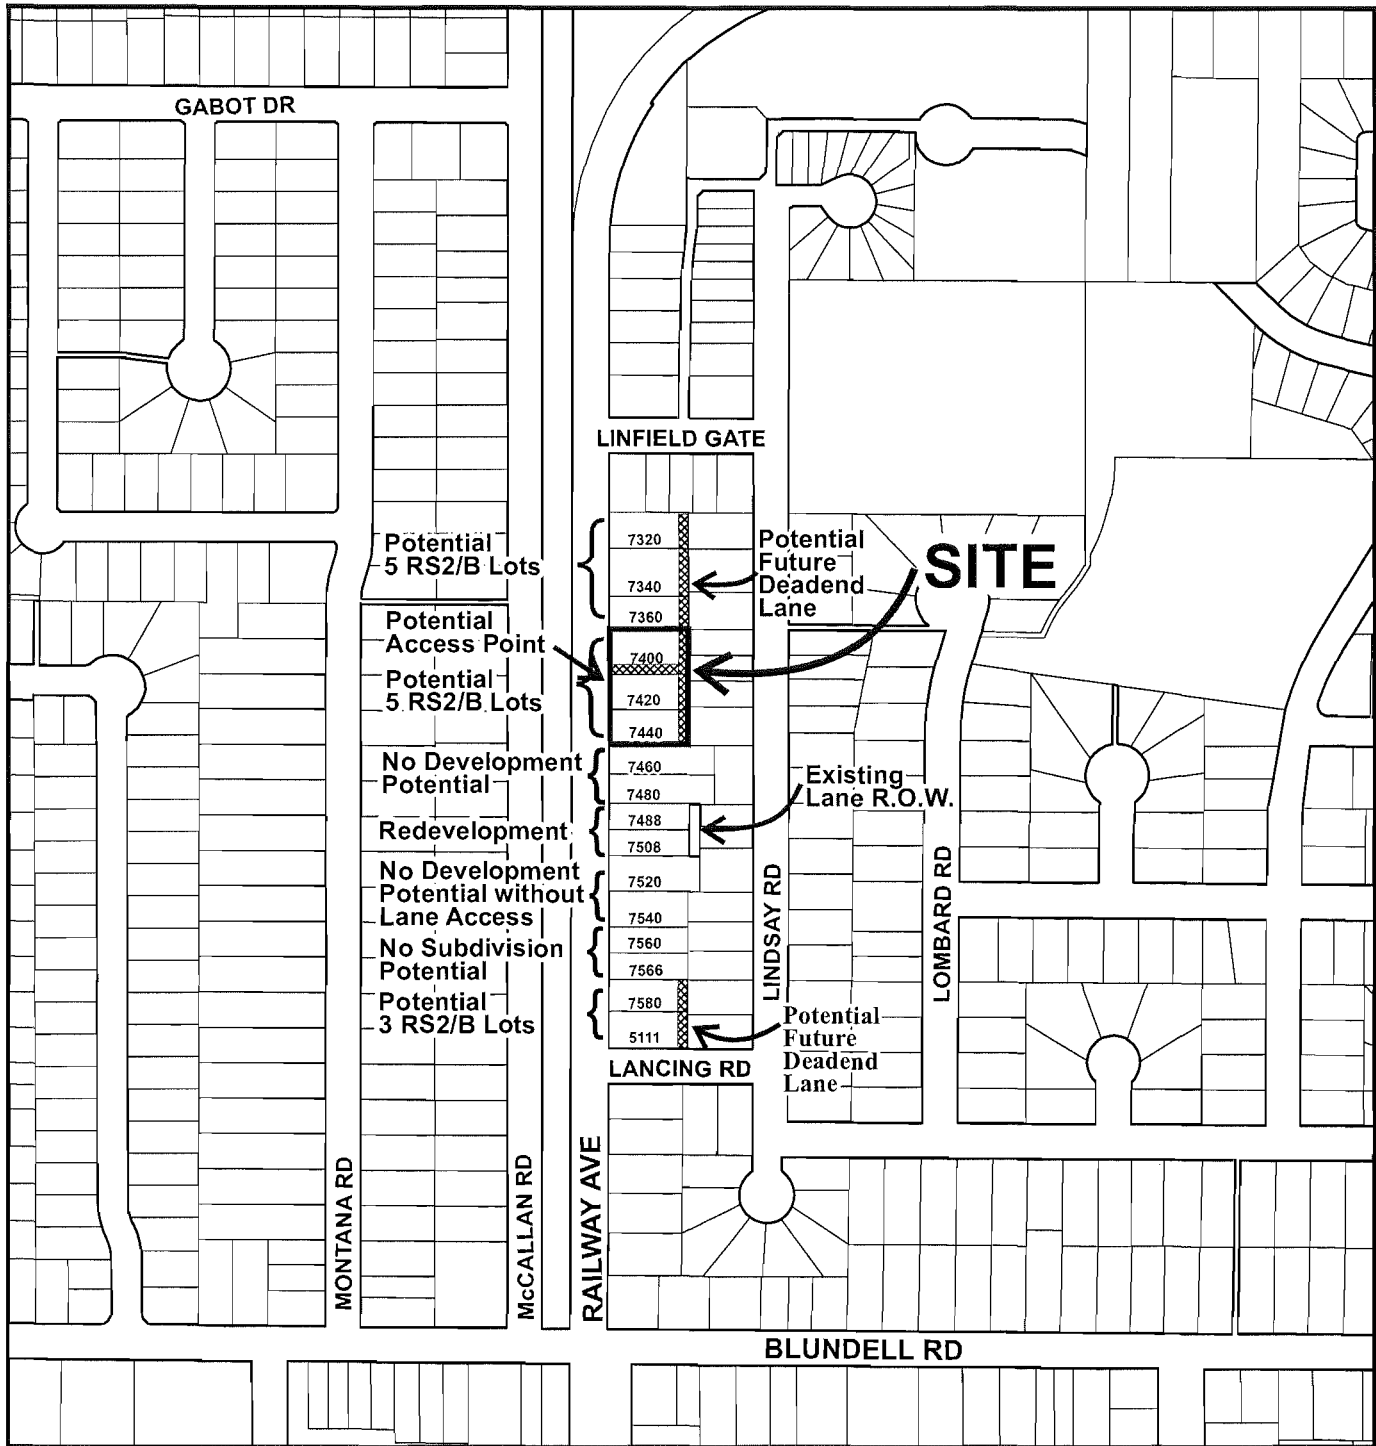 GABOT DR
LINFIELD GATE
Potential
5 RS2/B Lots
7320
7340
7360
Potential
Future
Deadend
Lane
SITE
Potential
Access Point
Potential
5 RS2/B Lots
7400
7420
7440
No Development
Potential
7460
7480
Existing
Lane R.O.W.
Redevelopment
7488
7508
No Development
Potential without
Lane Access
7520
7540
No Subdivision
Potential
7560
7566
Potential
3 RS2/B Lots
7580
5111
Potential
Future
Deadend
Lane
LINDSAY RD
LOMBARD RD
LANCING RD
MONTANA RD
McCALLAN RD
RAILWAY AVE
BLUNDELL RD